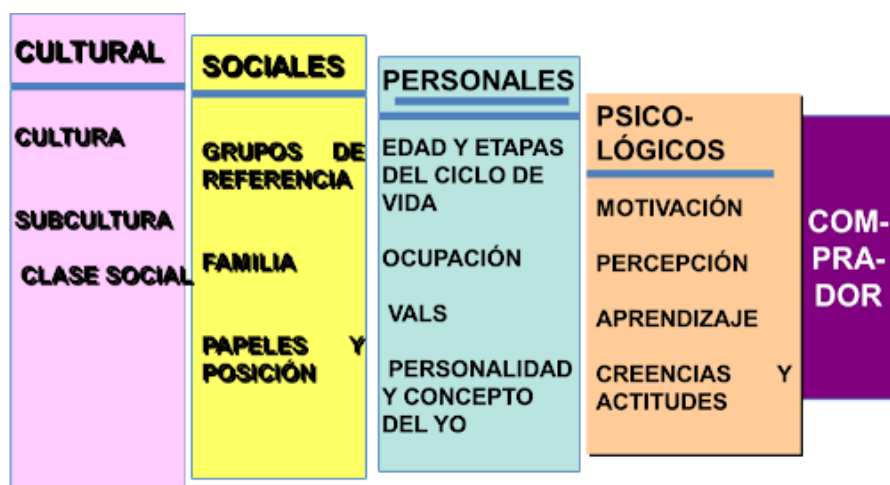 CULTURAL
CULTURA
SUBCULTURA
CLASE SOCIAL
SOCIALES
GRUPOS DE
REFERENCIA
FAMILIA
PAPELES Y
POSICIÓN
PERSONALES
EDAD Y ETAPAS
DEL CICLO DE
VIDA
OCUPACIÓN
VALS
PERSONALIDAD
Y CONCEPTO
DEL YO
PSICO-
LÓGICOS
MOTIVACIÓN
PERCEPCIÓN
APRENDIZAJE
CREENCIAS Y
ACTITUDES
COM-
PRA-
DOR